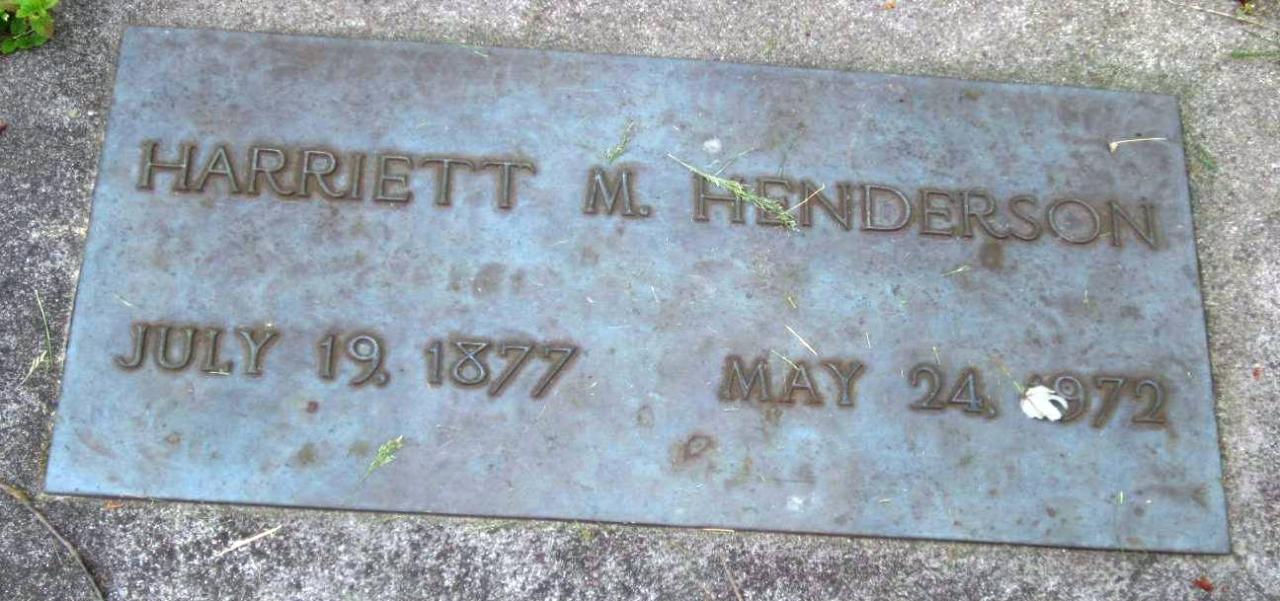 HARRIETT M. HENDERSON
JULY 19, 1877 MAY 24, 1972